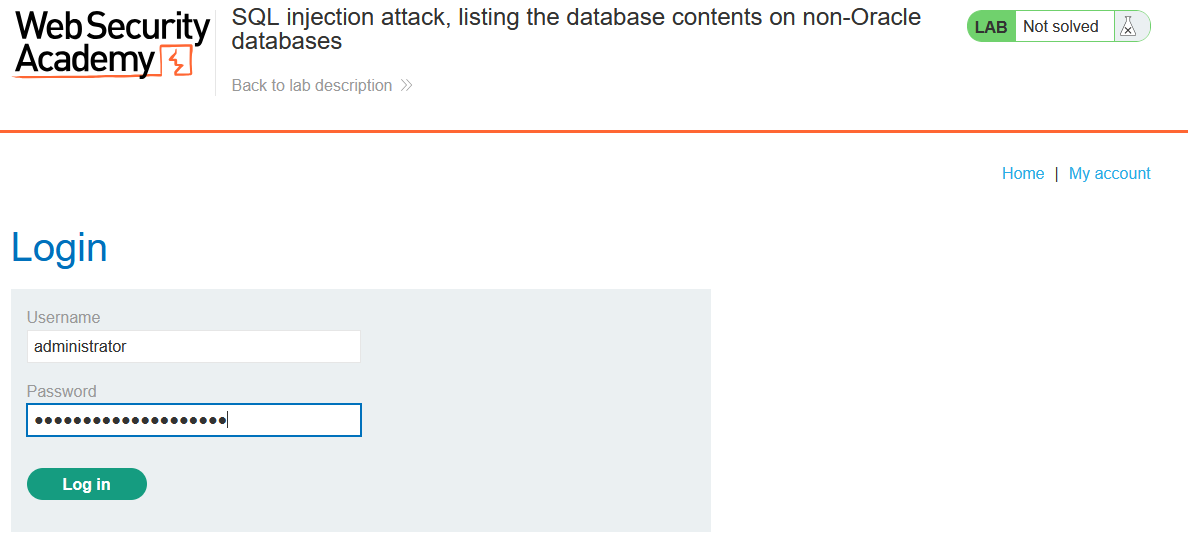 Web Security
Academy
SQL injection attack, listing the database contents on non-Oracle
databases
Back to lab description
LAB Not solved
Home | My account
Login
Username
administrator
Password
••••••••••••••••••••
Log in